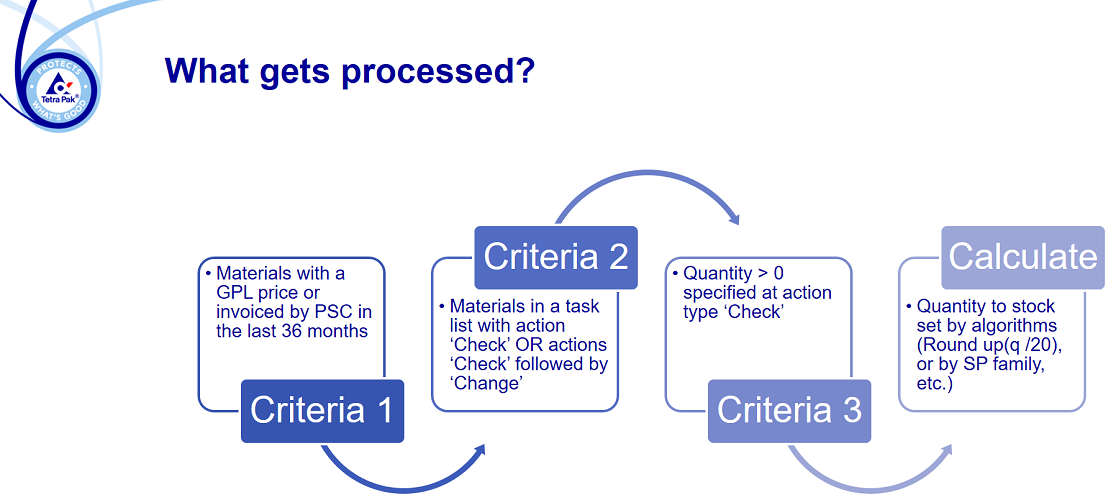 What gets processed?
PROTECTS
Tetra Pak®
WHAT'S GOOD
• Materials with a
GPL price or
invoiced by PSC in
the last 36 months
Criteria 1
Criteria 2
• Materials in a task
list with action
‘Check’ OR actions
‘Check’ followed by
‘Change’
• Quantity > 0
specified at action
type ‘Check’
Criteria 3
Calculate
• Quantity to stock
set by algorithms
(Round up(q /20),
or by SP family,
etc.)